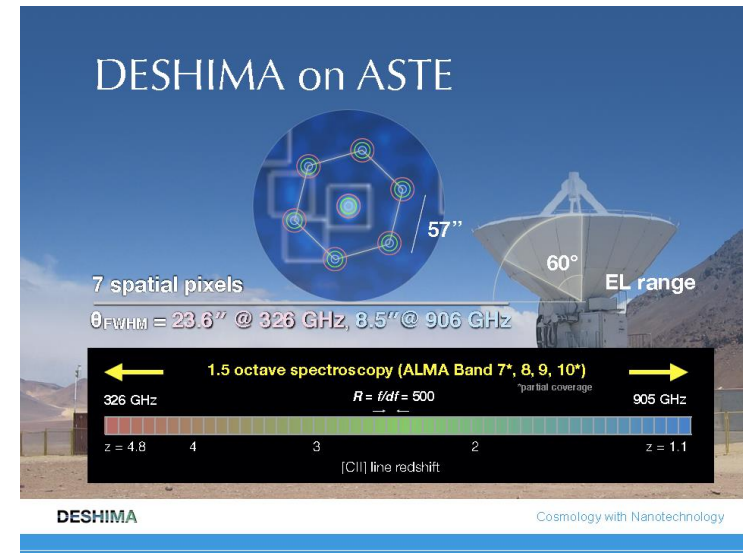 DESHIMA on ASTE
57”
60°
EL range
7 spatial pixels
θFWHM = 23.6” @ 326 GHz, 8.5”@ 906 GHz
1.5 octave spectroscopy (ALMA Band 7*, 8, 9, 10*)
*partial coverage
326 GHz
R = f/df = 500
905 GHz
z = 4.8 4 3 2 z = 1.1
[CII] line redshift
DESHIMA
Cosmology with Nanotechnology